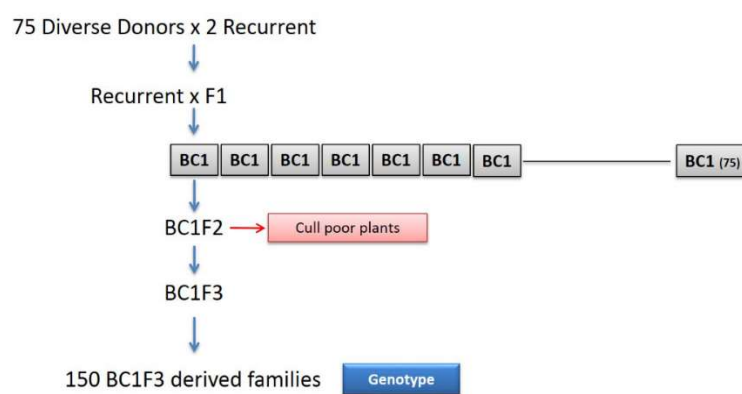 75 Diverse Donors x 2 Recurrent
Recurrent x F1
BC1 BC1 BC1 BC1 BC1 BC1 BC1 BC1 (75)
BC1F2 Cull poor plants
BC1F3
150 BC1F3 derived families Genotype